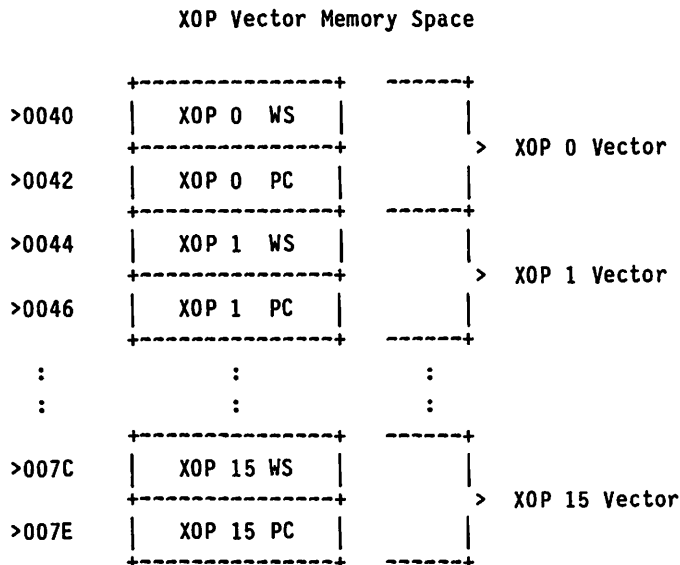 XOP Vector Memory Space
>0040 XOP 0 WS
> XOP 0 Vector
>0042 XOP 0 PC
>0044 XOP 1 WS
> XOP 1 Vector
>0046 XOP 1 PC
: : :
: : :
>007C XOP 15 WS
> XOP 15 Vector
>007E XOP 15 PC